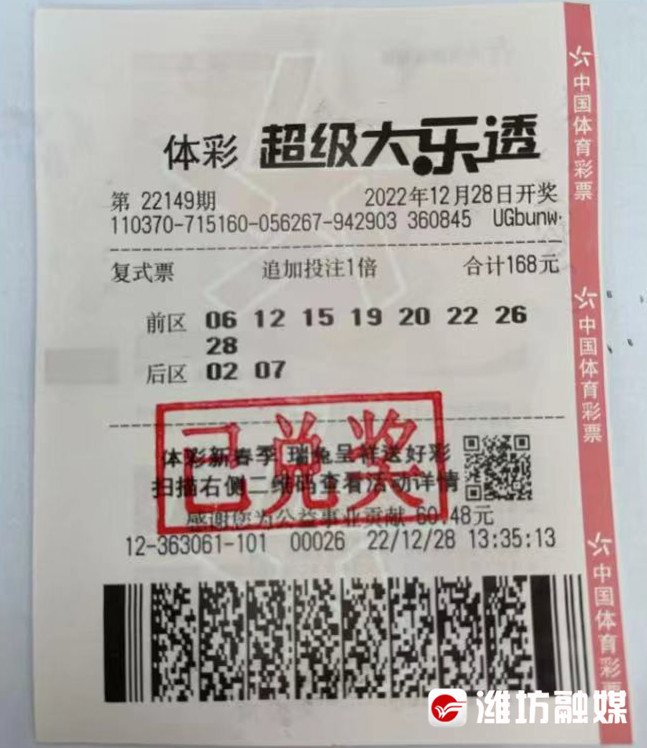 体彩 超级大乐透
第 22149期 2022年12月28日开奖
110370-715160-056267-942903 360845 UGbunw
复式票 追加投注1倍 合计168元
前区 06 12 15 19 20 22 26
28
后区 02 07
已兑奖
体彩新春季 瑞兔呈祥送好彩
扫描右侧二维码查看活动详情
感谢您为公益事业贡献 60.48元
12-363061-101 00026 22/12/28 13:35:13
中国体育彩票
中国体育彩票
中国体育彩票
潍坊融媒